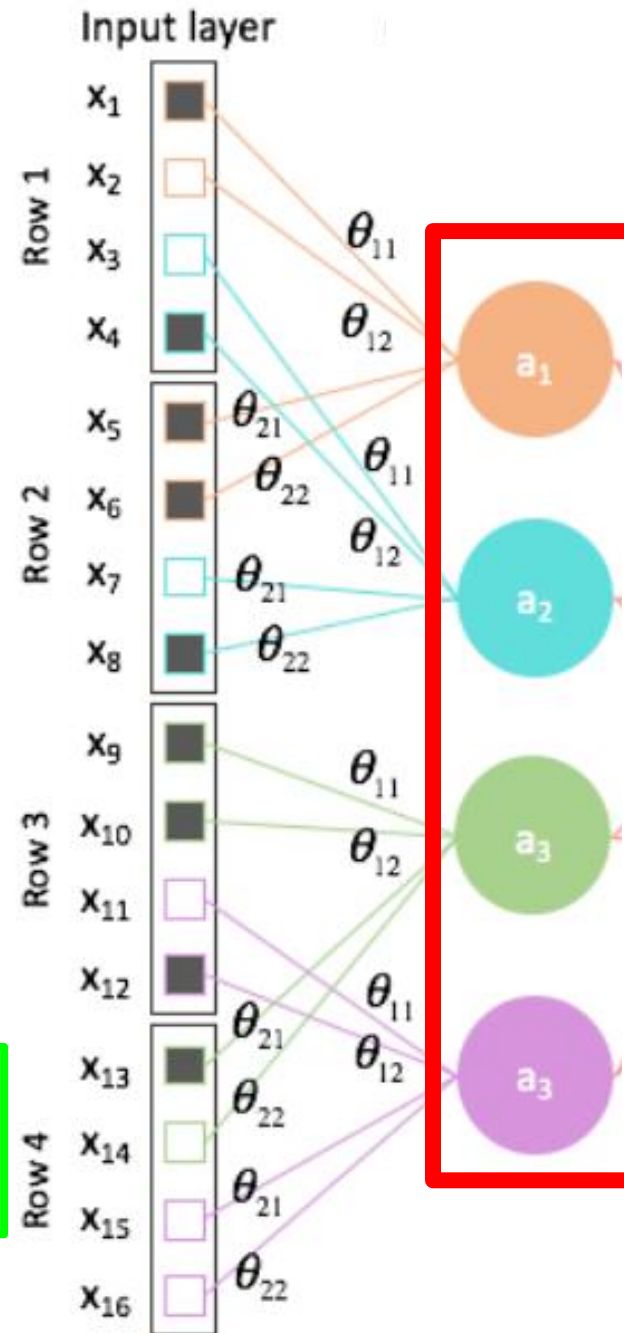 Input layer
Row 1
x₁
x₂
x₃
x₄
θ₁₁
θ₁₂
a₁
Row 2
x₅
x₆
x₇
x₈
θ₂₁
θ₂₂
θ₁₁
θ₁₂
θ₂₁
θ₂₂
a₂
Row 3
x₉
x₁₀
x₁₁
x₁₂
θ₁₁
θ₁₂
a₃
Row 4
x₁₃
x₁₄
x₁₅
x₁₆
θ₂₁
θ₂₂
θ₁₁
θ₁₂
θ₂₁
θ₂₂
a₃